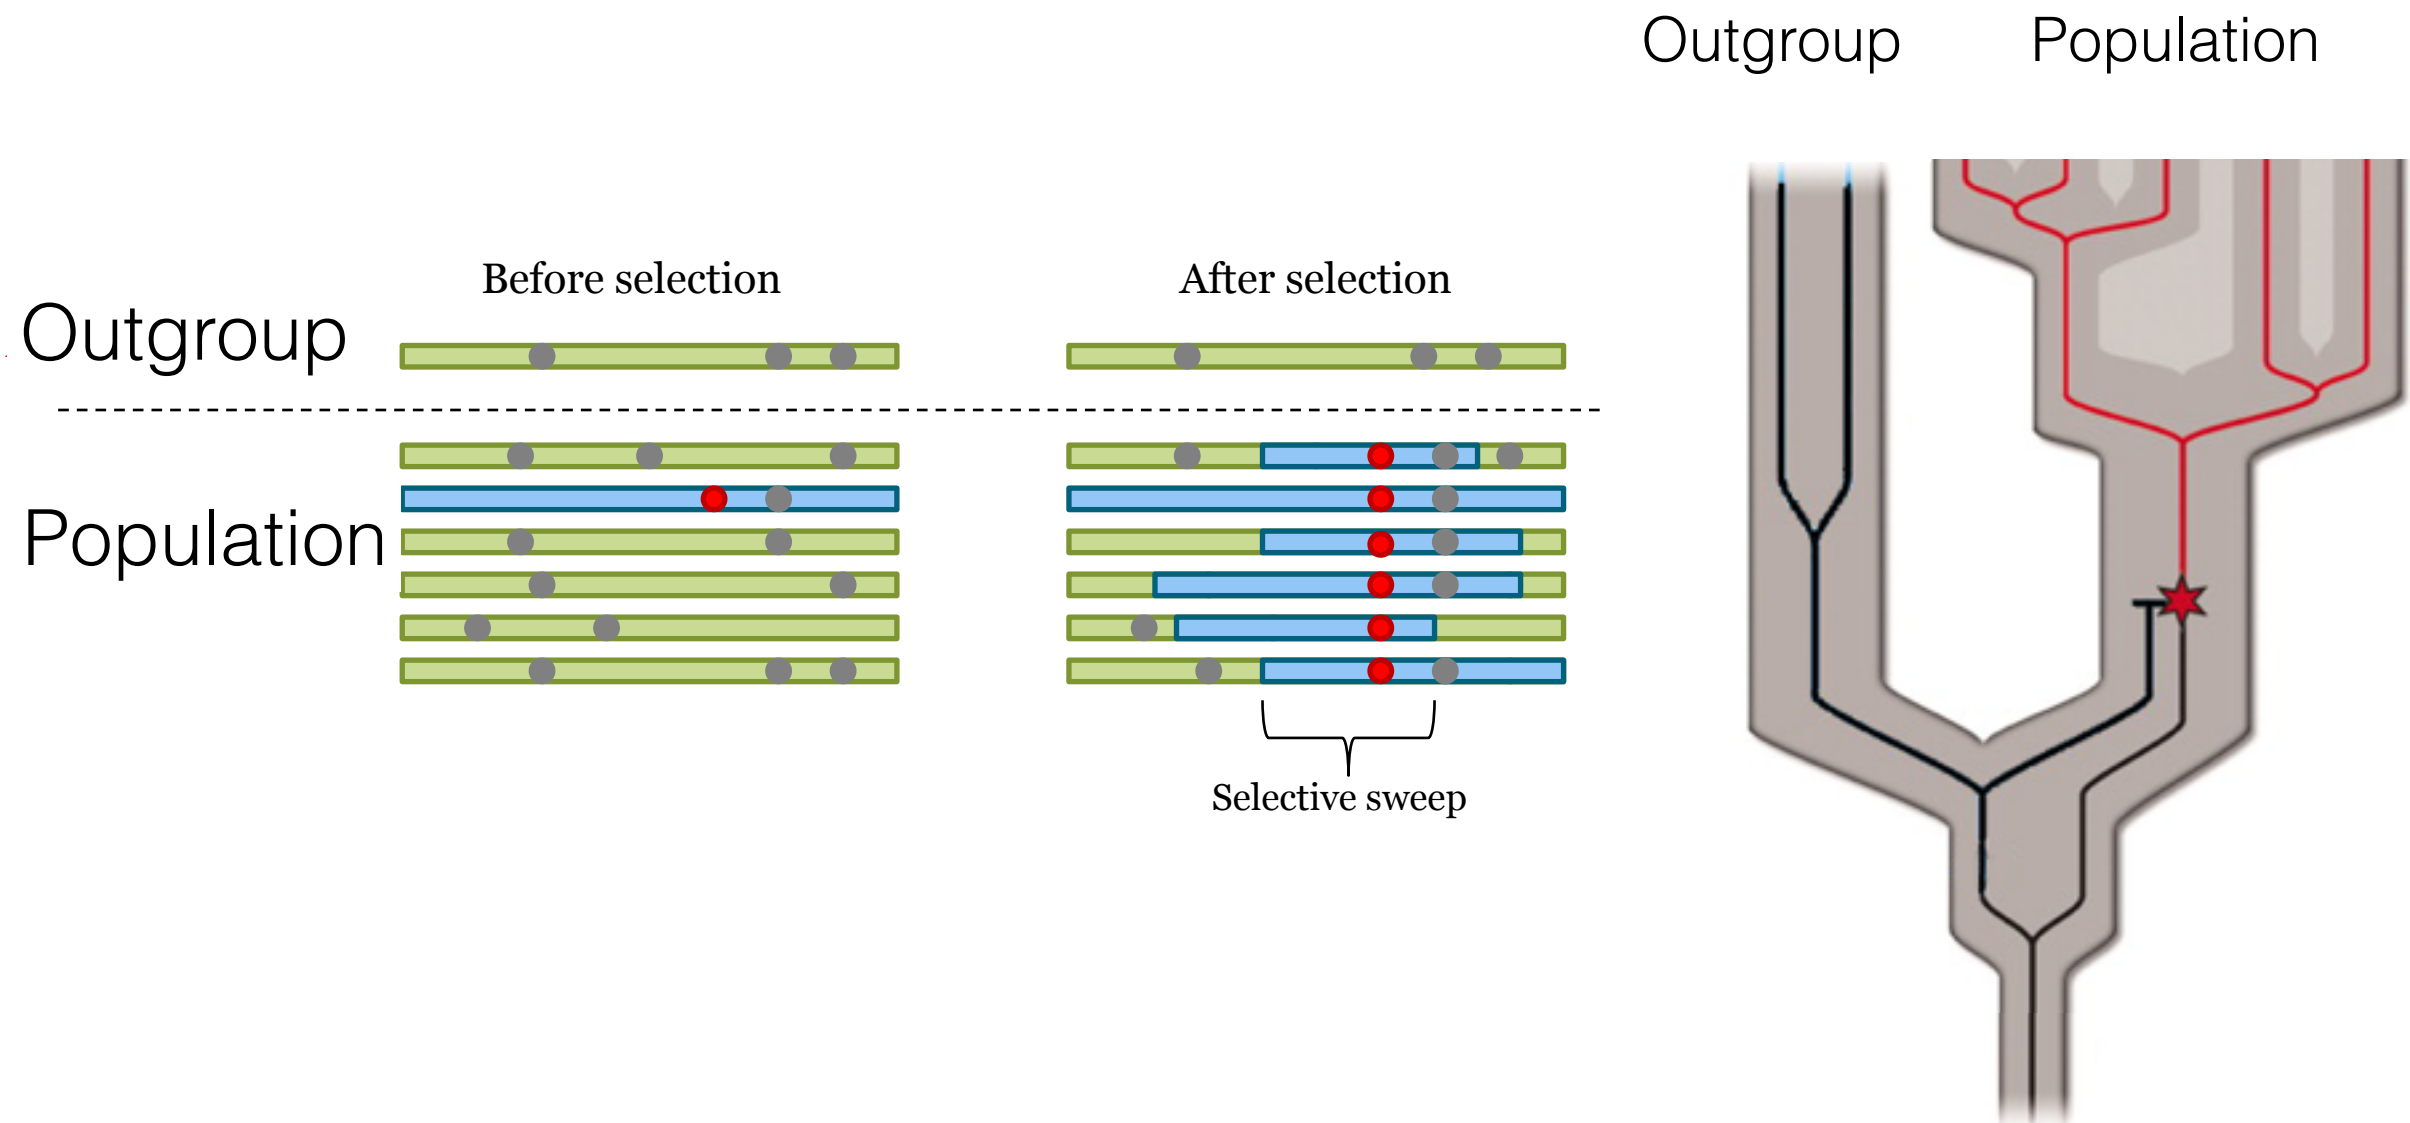 Outgroup Population
Before selection After selection
Outgroup
Population
Selective sweep